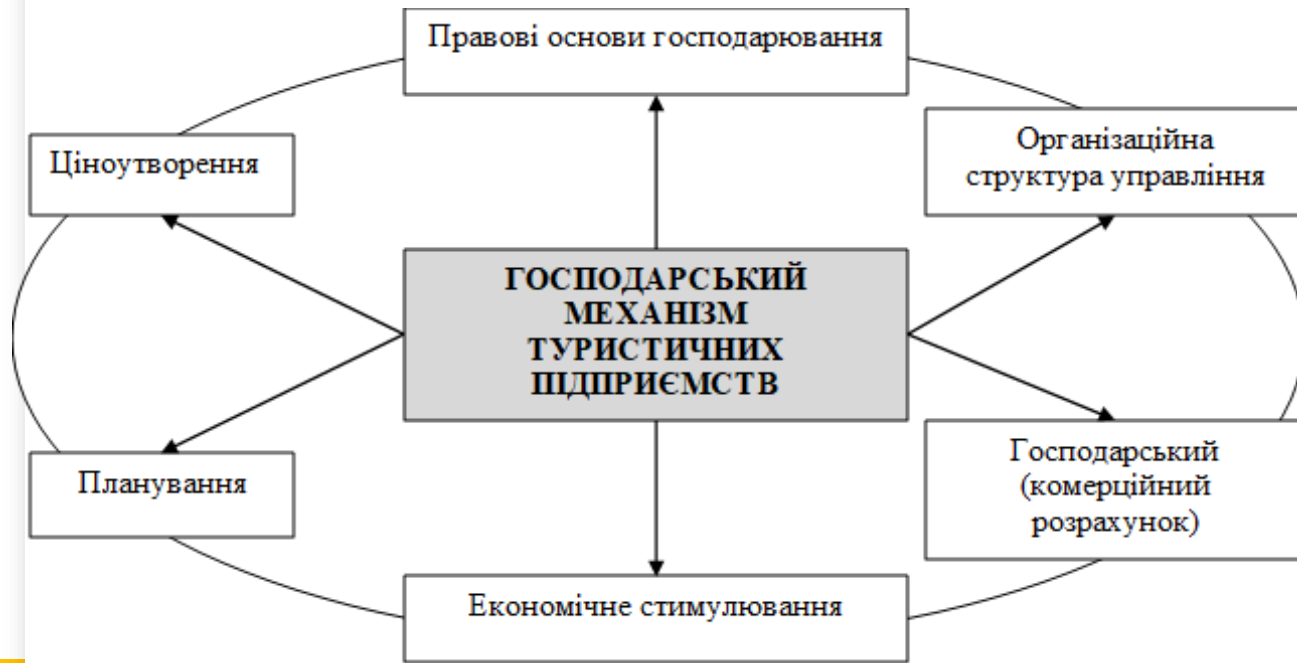 Правові основи господарювання
Ціноутворення
Організаційна
структура управління
ГОСПОДАРСЬКИЙ
МЕХАНІЗМ
ТУРИСТИЧНИХ
ПІДПРИЄМСТВ
Планування
Господарський
(комерційний
розрахунок)
Економічне стимулювання